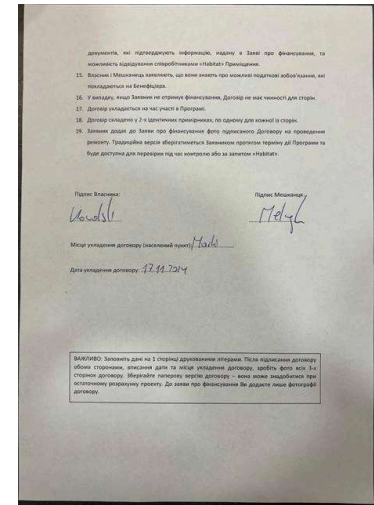 документів, які підтверджують інформацію, надану в Заяві про фінансування, та
можливість відвідування співробітниками «Habitat» Приміщення.
15. Власник і Мешканець заявляють, що вони знають про можливі податкові зобов'язання, які
покладаються на Бенефіціара.
16. У випадку, якщо Заявник не отримує фінансування, Договір не має чинності для сторін.
17. Договір укладається на час участі в Програмі.
18. Договір складено у 2-х ідентичних примірниках, по одному для кожної із сторін.
19. Заявник додає до Заяви про фінансування фото підписаного Договору на проведення
ремонту. Традиційна версія зберігатиметься Заявником протягом терміну дії Програми та
буде доступна для перевірки під час контролю або за запитом «Habitat».
Підпис Власника:
Підпис Мешканця:
Місце укладення договору (населений пункт):
Дата укладення договору: 17.11.2024
ВАЖЛИВО: Заповніть дані на 1 сторінці друкованими літерами. Після підписання договору
обома сторонами, вписання дати та місця укладення договору, зробіть фото всіх 3-х
сторінок договору. Зберігайте паперову версію договору – вона може знадобитися при
остаточному розрахунку проекту. До заяви про фінансування Ви додаєте лише фотографії
договору.